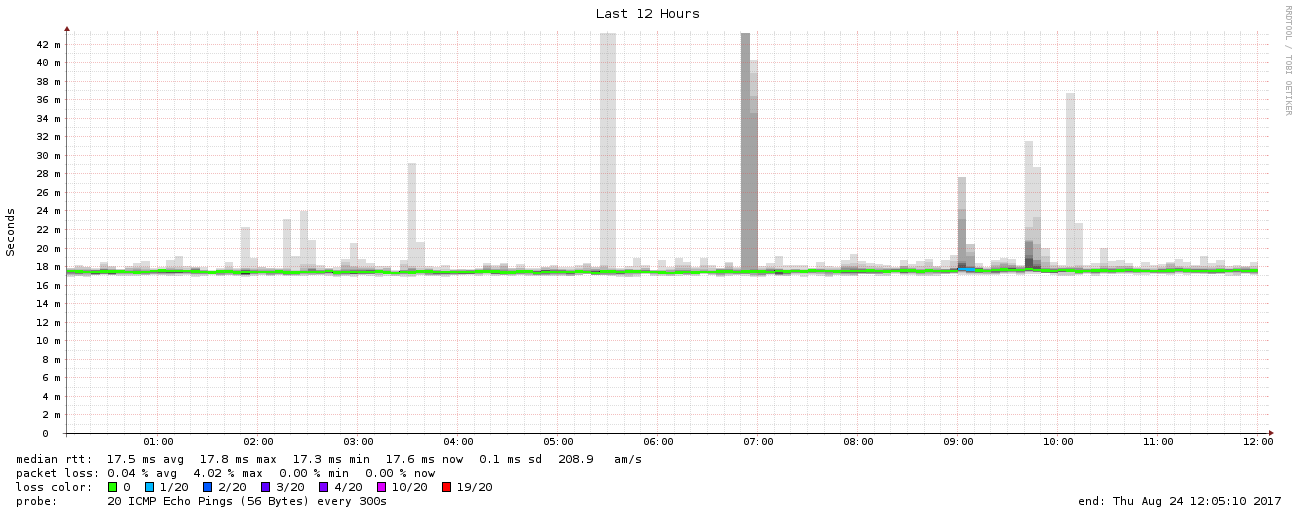 Last 12 Hours
RRDTOOL / TOBI OETIKER
Seconds
42 m
40 m
38 m
36 m
34 m
32 m
30 m
28 m
26 m
24 m
22 m
20 m
18 m
16 m
14 m
12 m
10 m
8 m
6 m
4 m
2 m
0
01:00 02:00 03:00 04:00 05:00 06:00 07:00 08:00 09:00 10:00 11:00 12:00
median rtt: 17.5 ms avg 17.8 ms max 17.3 ms min 17.6 ms now 0.1 ms sd 208.9 am/s
packet loss: 0.04 % avg 4.02 % max 0.00 % min 0.00 % now
loss color: 0 1/20 2/20 3/20 4/20 10/20 19/20
probe: 20 ICMP Echo Pings (56 Bytes) every 300s end: Thu Aug 24 12:05:10 2017